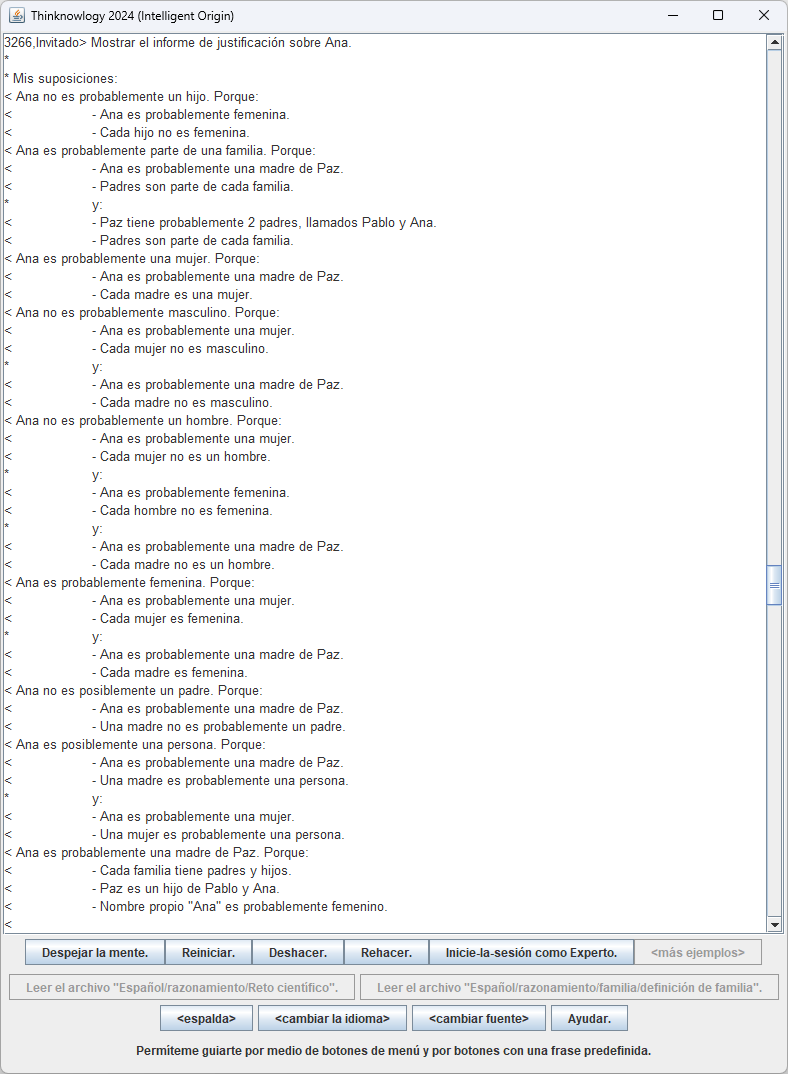 Thinknowlogy 2024 (Intelligent Origin)
3266,Invitado> Mostrar el informe de justificación sobre Ana.
*
* Mis suposiciones:
< Ana no es probablemente un hijo. Porque:
< - Ana es probablemente femenina.
< - Cada hijo no es femenina.
< Ana es probablemente parte de una familia. Porque:
< - Ana es probablemente una madre de Paz.
< - Padres son parte de cada familia.
* y:
< - Paz tiene probablemente 2 padres, llamados Pablo y Ana.
< - Padres son parte de cada familia.
< Ana es probablemente una mujer. Porque:
< - Ana es probablemente una madre de Paz.
< - Cada madre es una mujer.
< Ana no es probablemente masculino. Porque:
< - Ana es probablemente una mujer.
< - Cada mujer no es masculino.
* y:
< - Ana es probablemente una madre de Paz.
< - Cada madre no es masculino.
< Ana no es probablemente un hombre. Porque:
< - Ana es probablemente una mujer.
< - Cada mujer no es un hombre.
* y:
< - Ana es probablemente femenina.
< - Cada hombre no es femenina.
* y:
< - Ana es probablemente una madre de Paz.
< - Cada madre no es un hombre.
< Ana es probablemente femenina. Porque:
< - Ana es probablemente una mujer.
< - Cada mujer es femenina.
* y:
< - Ana es probablemente una madre de Paz.
< - Cada madre es femenina.
< Ana no es posiblemente un padre. Porque:
< - Ana es probablemente una madre de Paz.
< - Una madre no es probablemente un padre.
< Ana es posiblemente una persona. Porque:
< - Ana es probablemente una madre de Paz.
< - Una madre es probablemente una persona.
* y:
< - Ana es probablemente una mujer.
< - Una mujer es probablemente una persona.
< Ana es probablemente una madre de Paz. Porque:
< - Cada familia tiene padres y hijos.
< - Paz es un hijo de Pablo y Ana.
< - Nombre propio "Ana" es probablemente femenino.
<
Despejar la mente. Reiniciar. Deshacer. Rehacer. Inicie-la-sesión como Experto. <más ejemplos>
Leer el archivo "Español/razonamiento/Reto científico". Leer el archivo "Español/razonamiento/familia/definición de familia".
<espalda> <cambiar la idioma> <cambiar fuente> Ayudar.
Permíteme guiarte por medio de botones de menú y por botones con una frase predefinida.